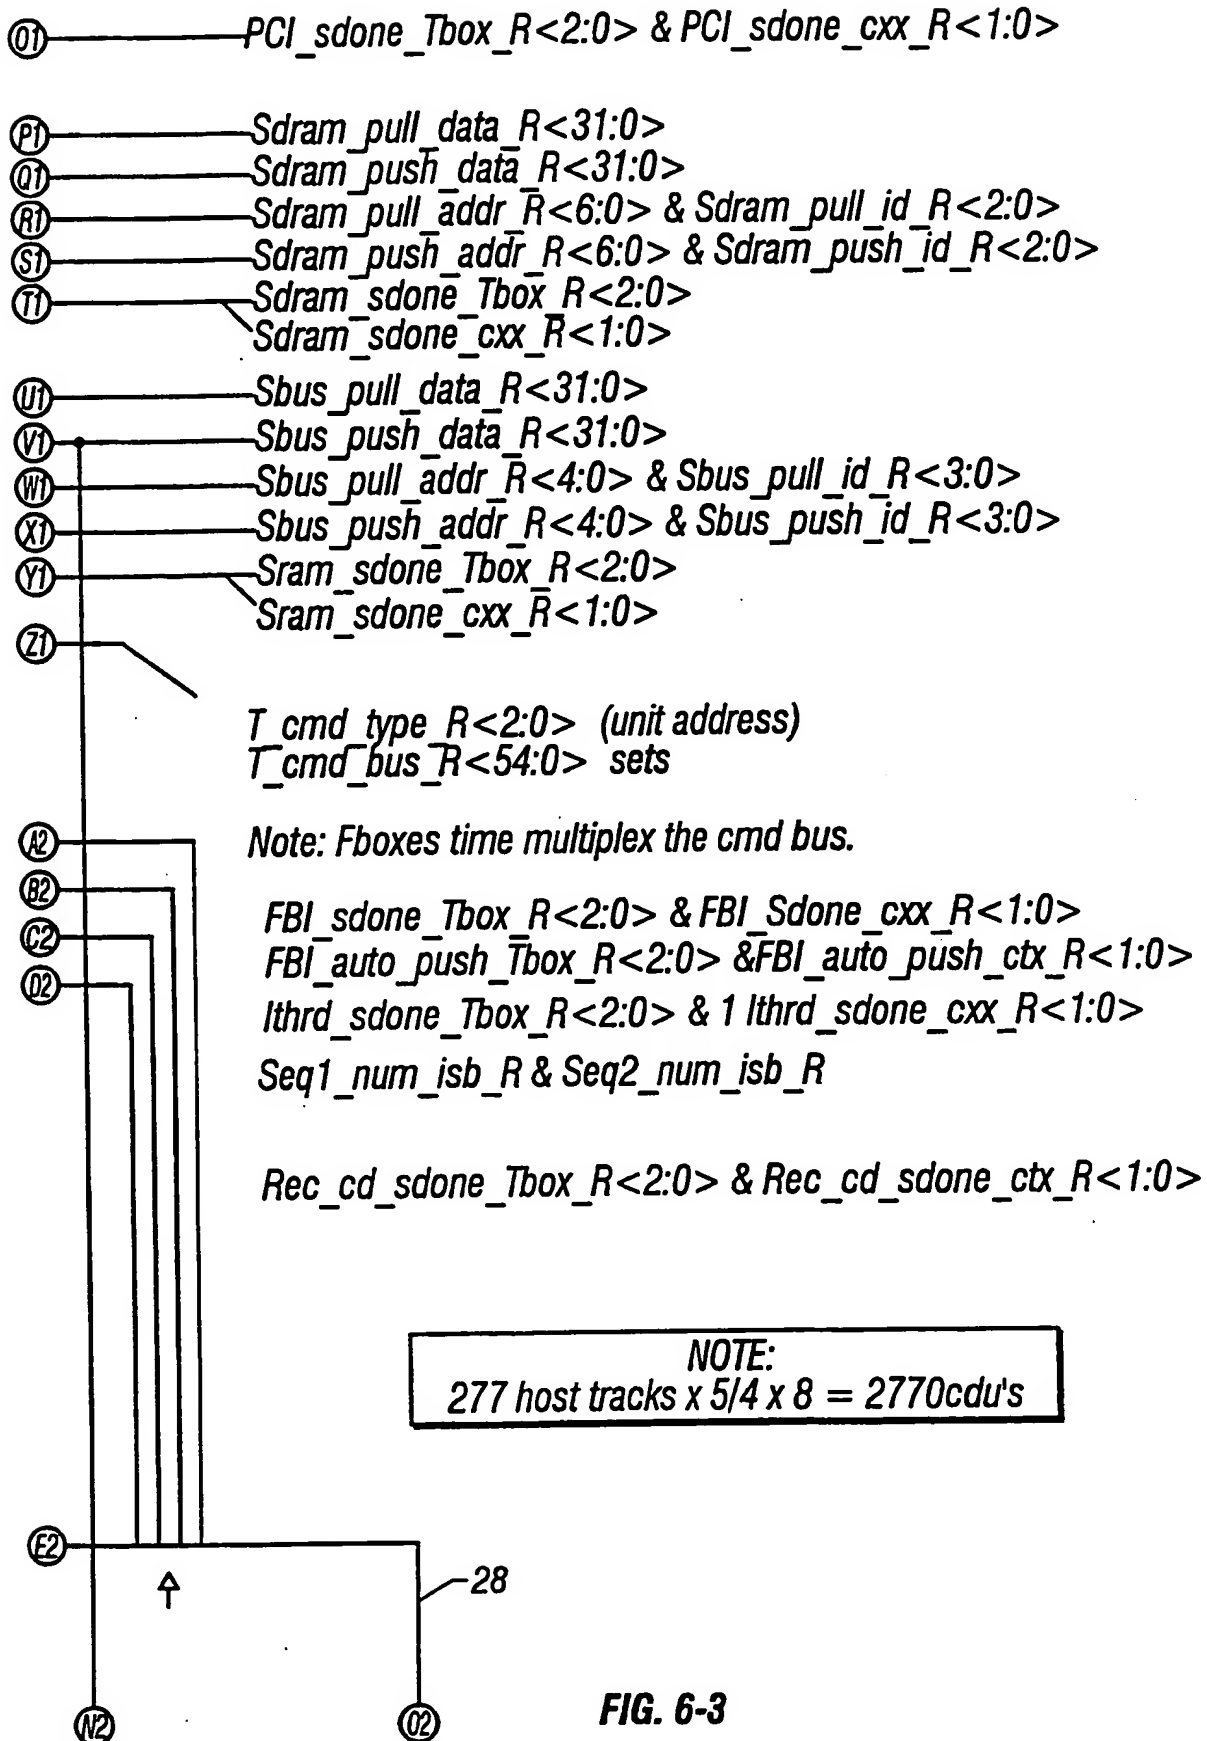 O1 PCI_sdone_Tbox_R<2:0> & PCI_sdone_cxx_R<1:0>
P1 Sdram_pull_data_R<31:0>
Q1 Sdram_push_data_R<31:0>
R1 Sdram_pull_addr_R<6:0> & Sdram_pull_id_R<2:0>
S1 Sdram_push_addr_R<6:0> & Sdram_push_id_R<2:0>
T1 Sdram_sdone_Tbox_R<2:0>
Sdram_sdone_cxx_R<1:0>
U1 Sbus_pull_data_R<31:0>
V1 Sbus_push_data_R<31:0>
W1 Sbus_pull_addr_R<4:0> & Sbus_pull_id_R<3:0>
X1 Sbus_push_addr_R<4:0> & Sbus_push_id_R<3:0>
Y1 Sram_sdone_Tbox_R<2:0>
Sram_sdone_cxx_R<1:0>
Z1
T_cmd_type_R<2:0> (unit address)
T_cmd_bus_R<54:0> sets
A2 Note: Fboxes time multiplex the cmd bus.
B2
FBI_sdone_Tbox_R<2:0> & FBI_Sdone_cxx_R<1:0>
C2
FBI_auto_push_Tbox_R<2:0> &FBI_auto_push_ctx_R<1:0>
D2
Ithrd_sdone_Tbox_R<2:0> & 1 Ithrd_sdone_cxx_R<1:0>
Seq1_num_isb_R & Seq2_num_isb_R
Rec_cd_sdone_Tbox_R<2:0> & Rec_cd_sdone_ctx_R<1:0>
NOTE:
277 host tracks x 5/4 x 8 = 2770cdu's
E2
28
N2
O2
FIG. 6-3